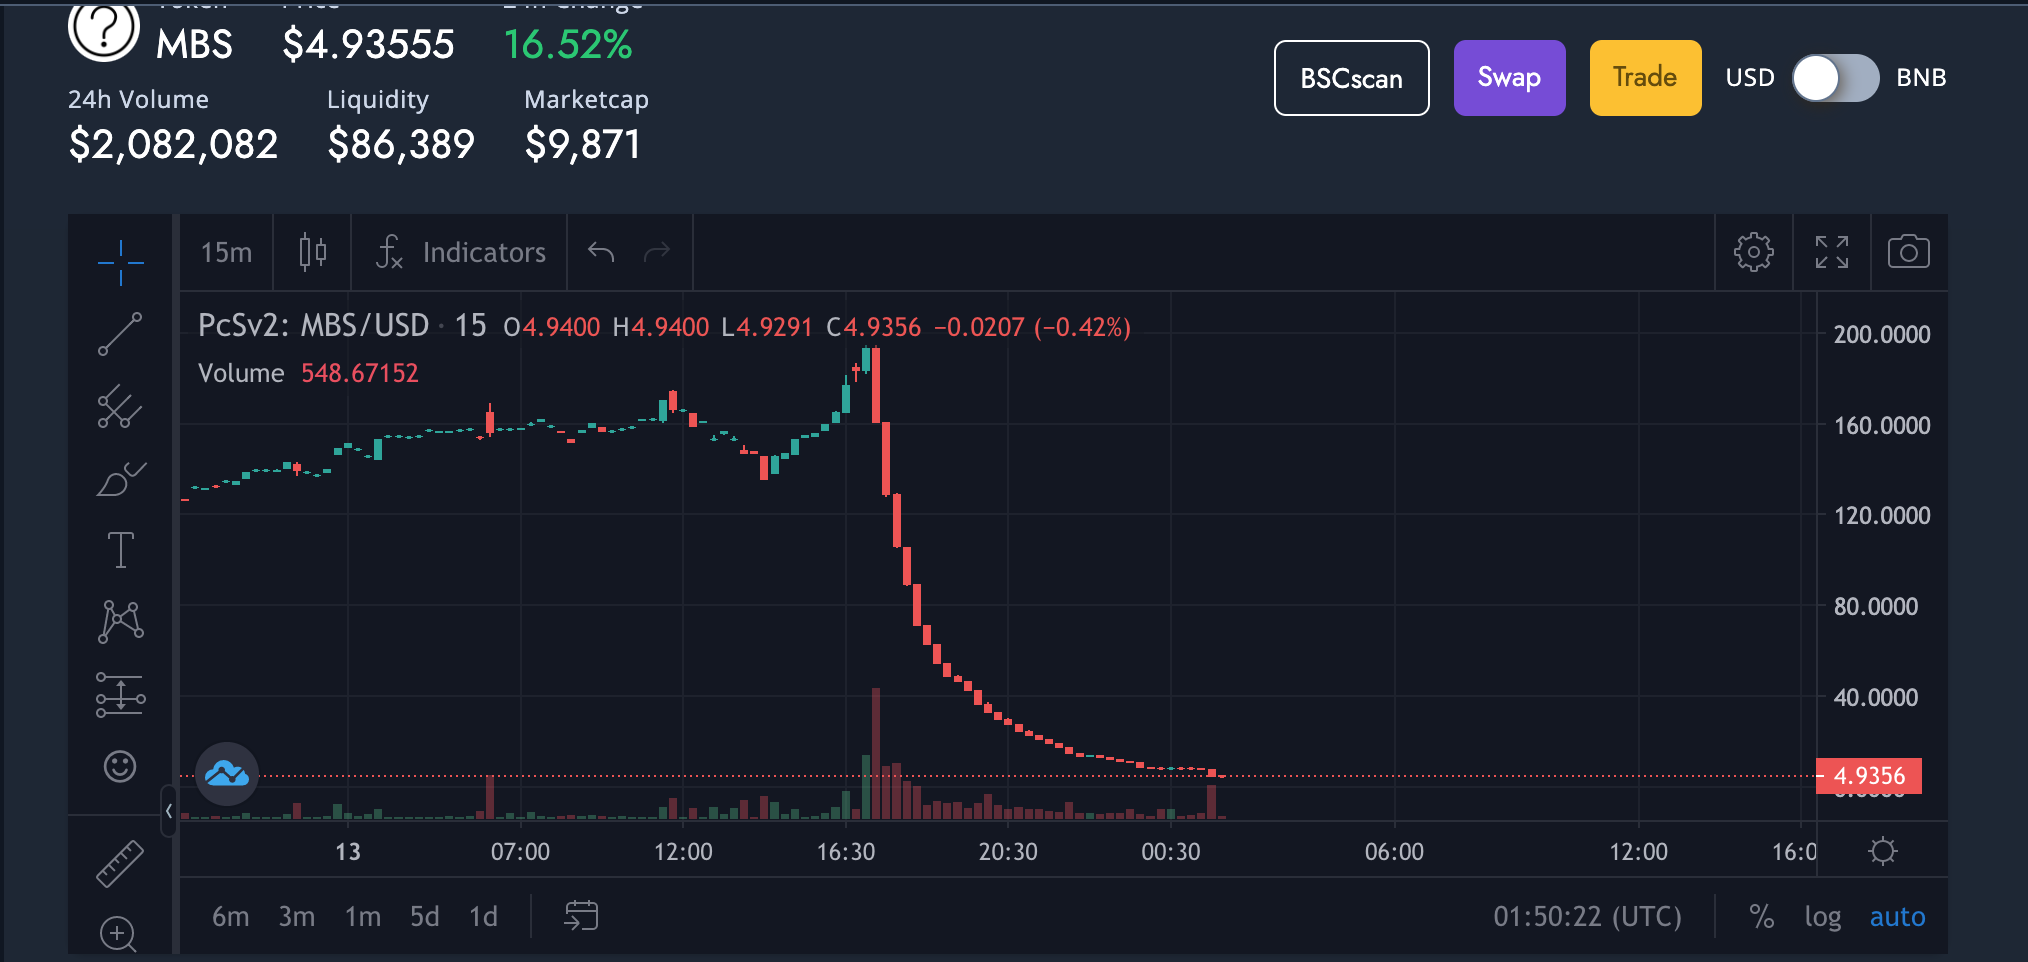 Token Price 24h Change
MBS $4.93555 16.52%
24h Volume Liquidity Marketcap
$2,082,082 $86,389 $9,871
BSCscan Swap Trade USD BNB
15m Indicators
PcSv2: MBS/USD · 15 O4.9400 H4.9400 L4.9291 C4.9356 −0.0207 (−0.42%)
Volume 548.67152
200.0000
160.0000
120.0000
80.0000
40.0000
4.9356
13 07:00 12:00 16:30 20:30 00:30 06:00 12:00 16:0
6m 3m 1m 5d 1d 01:50:22 (UTC) % log auto